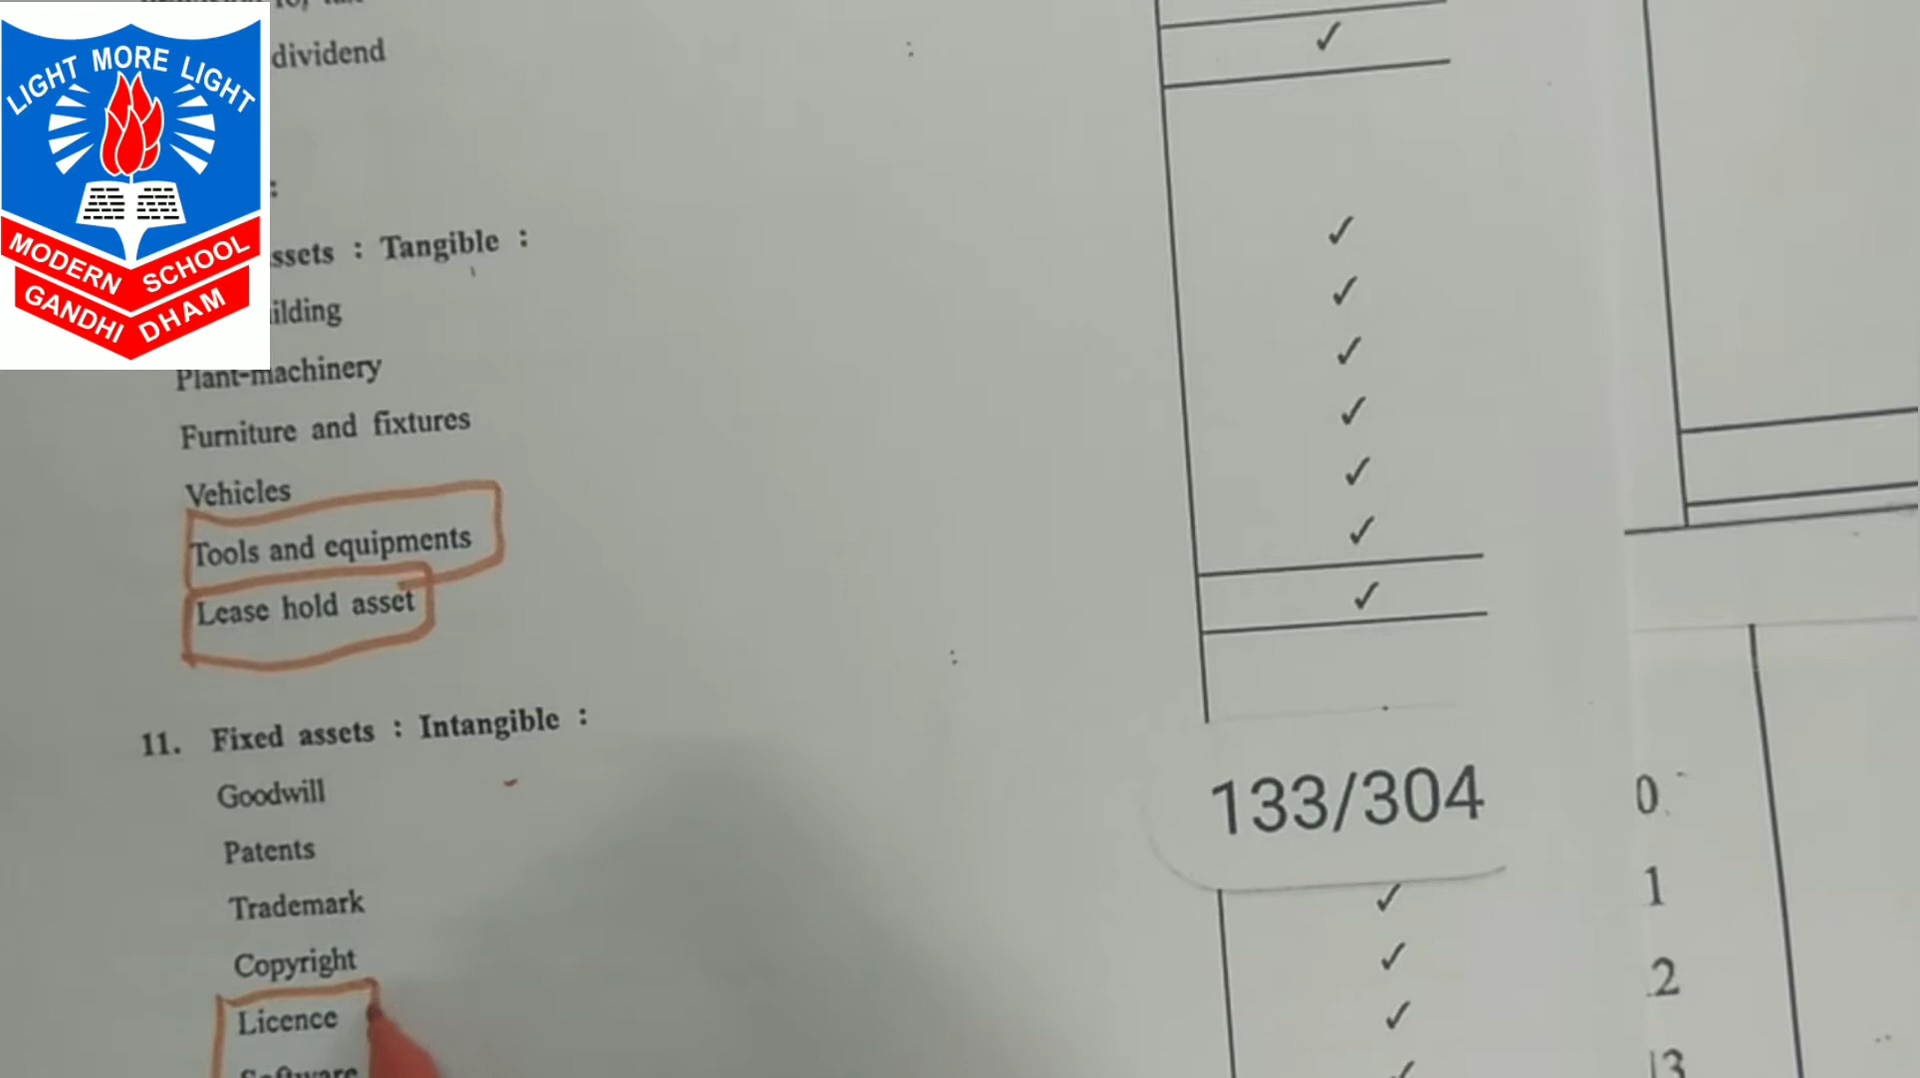 LIGHT MORE LIGHT
MODERN SCHOOL
GANDHI DHAM
dividend
:
:
ssets : Tangible :
ilding
Plant-machinery
Furniture and fixtures
Vehicles
Tools and equipments
Lease hold asset
:
11. Fixed assets : Intangible :
Goodwill
Patents
Trademark
Copyright
Licence
Software
✓
✓
✓
✓
✓
✓
✓
✓
133/304
✓
✓
✓
✓
0
1
2
13